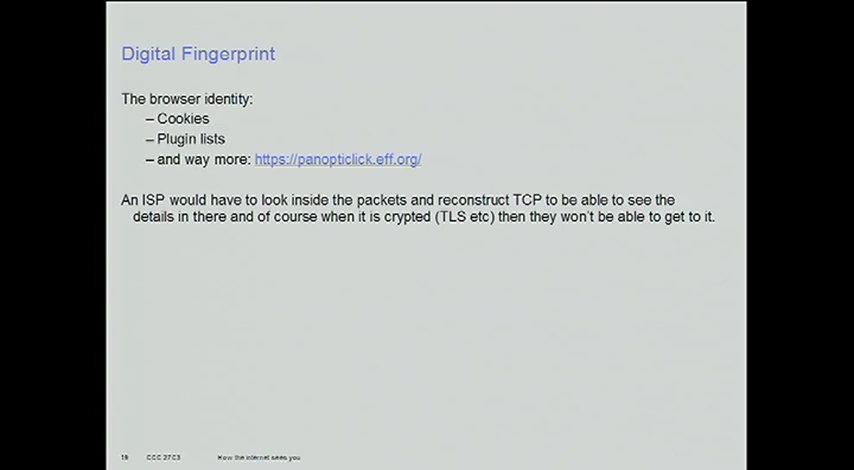 Digital Fingerprint
The browser identity:
– Cookies
– Plugin lists
– and way more: https://panopticlick.eff.org/
An ISP would have to look inside the packets and reconstruct TCP to be able to see the
details in there and of course when it is crypted (TLS etc) then they won't be able to get to it.
19 CCC 27C3 How the internet sees you